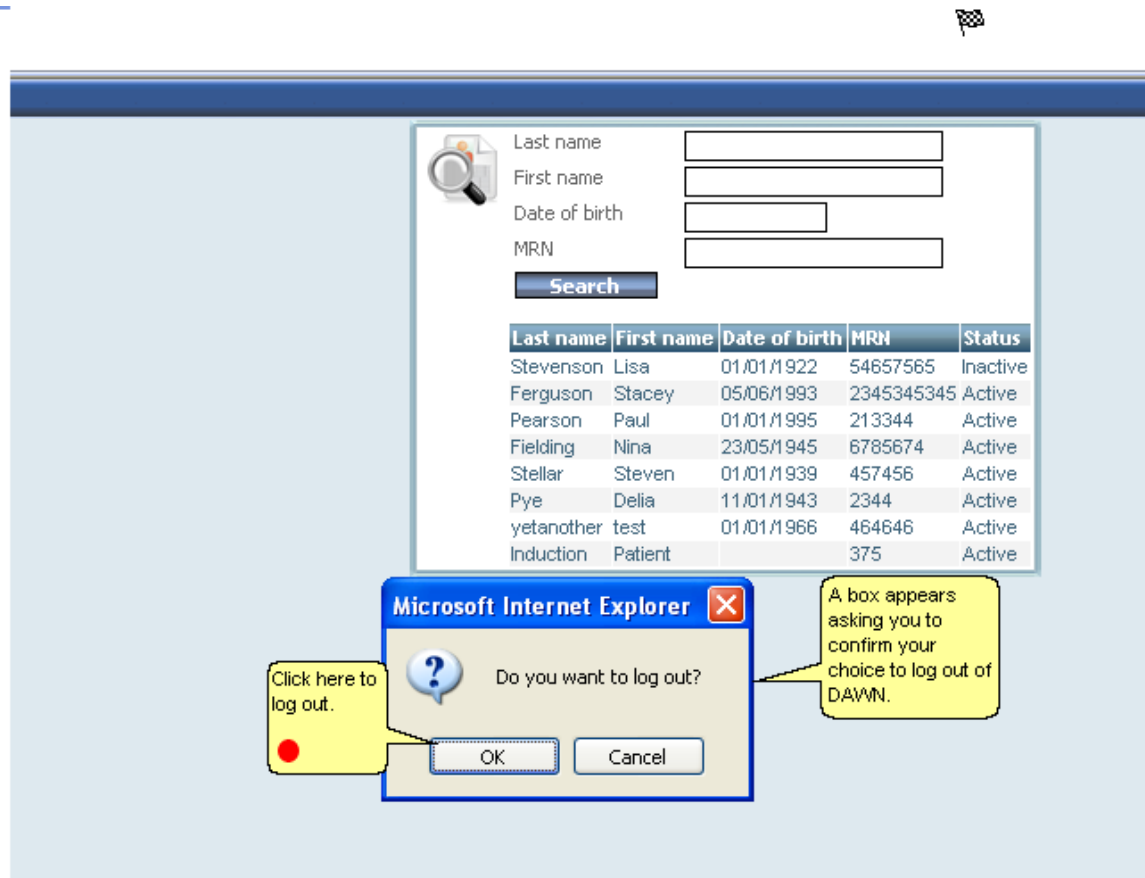 Last name
First name
Date of birth
MRN
Search
Last name First name Date of birth MRN Status
Stevenson Lisa 01/01/1922 54657565 Inactive
Ferguson Stacey 05/06/1993 2345345345 Active
Pearson Paul 01/01/1995 213344 Active
Fielding Nina 23/05/1945 6785674 Active
Stellar Steven 01/01/1939 457456 Active
Pye Delia 11/01/1943 2344 Active
yetanother test 01/01/1966 464646 Active
Induction Patient 375 Active
Microsoft Internet Explorer
Do you want to log out?
OK Cancel
Click here to
log out.
A box appears
asking you to
confirm your
choice to log out of
DAWN.